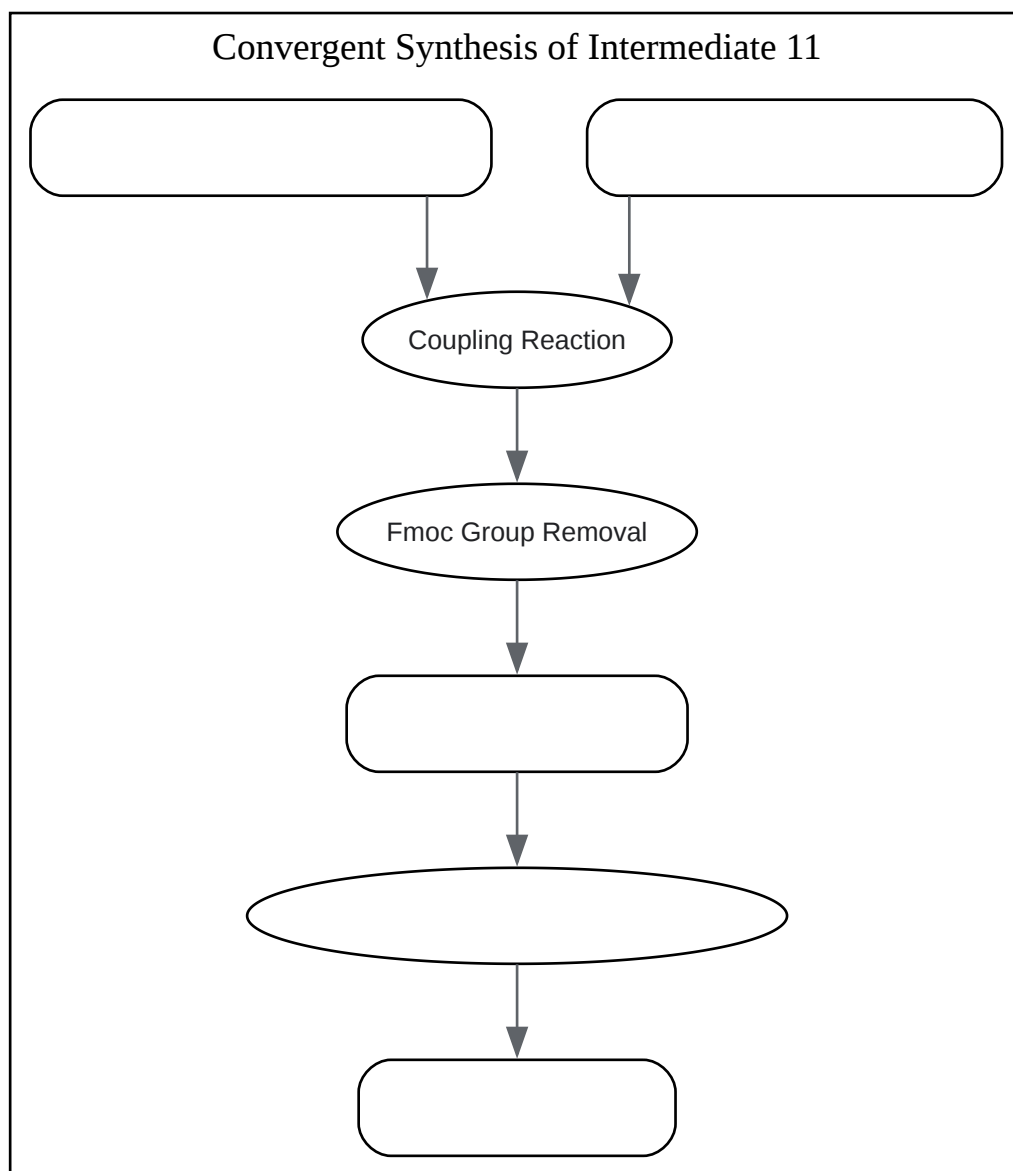 Convergent Synthesis of Intermediate 11
Coupling Reaction
Fmoc Group Removal